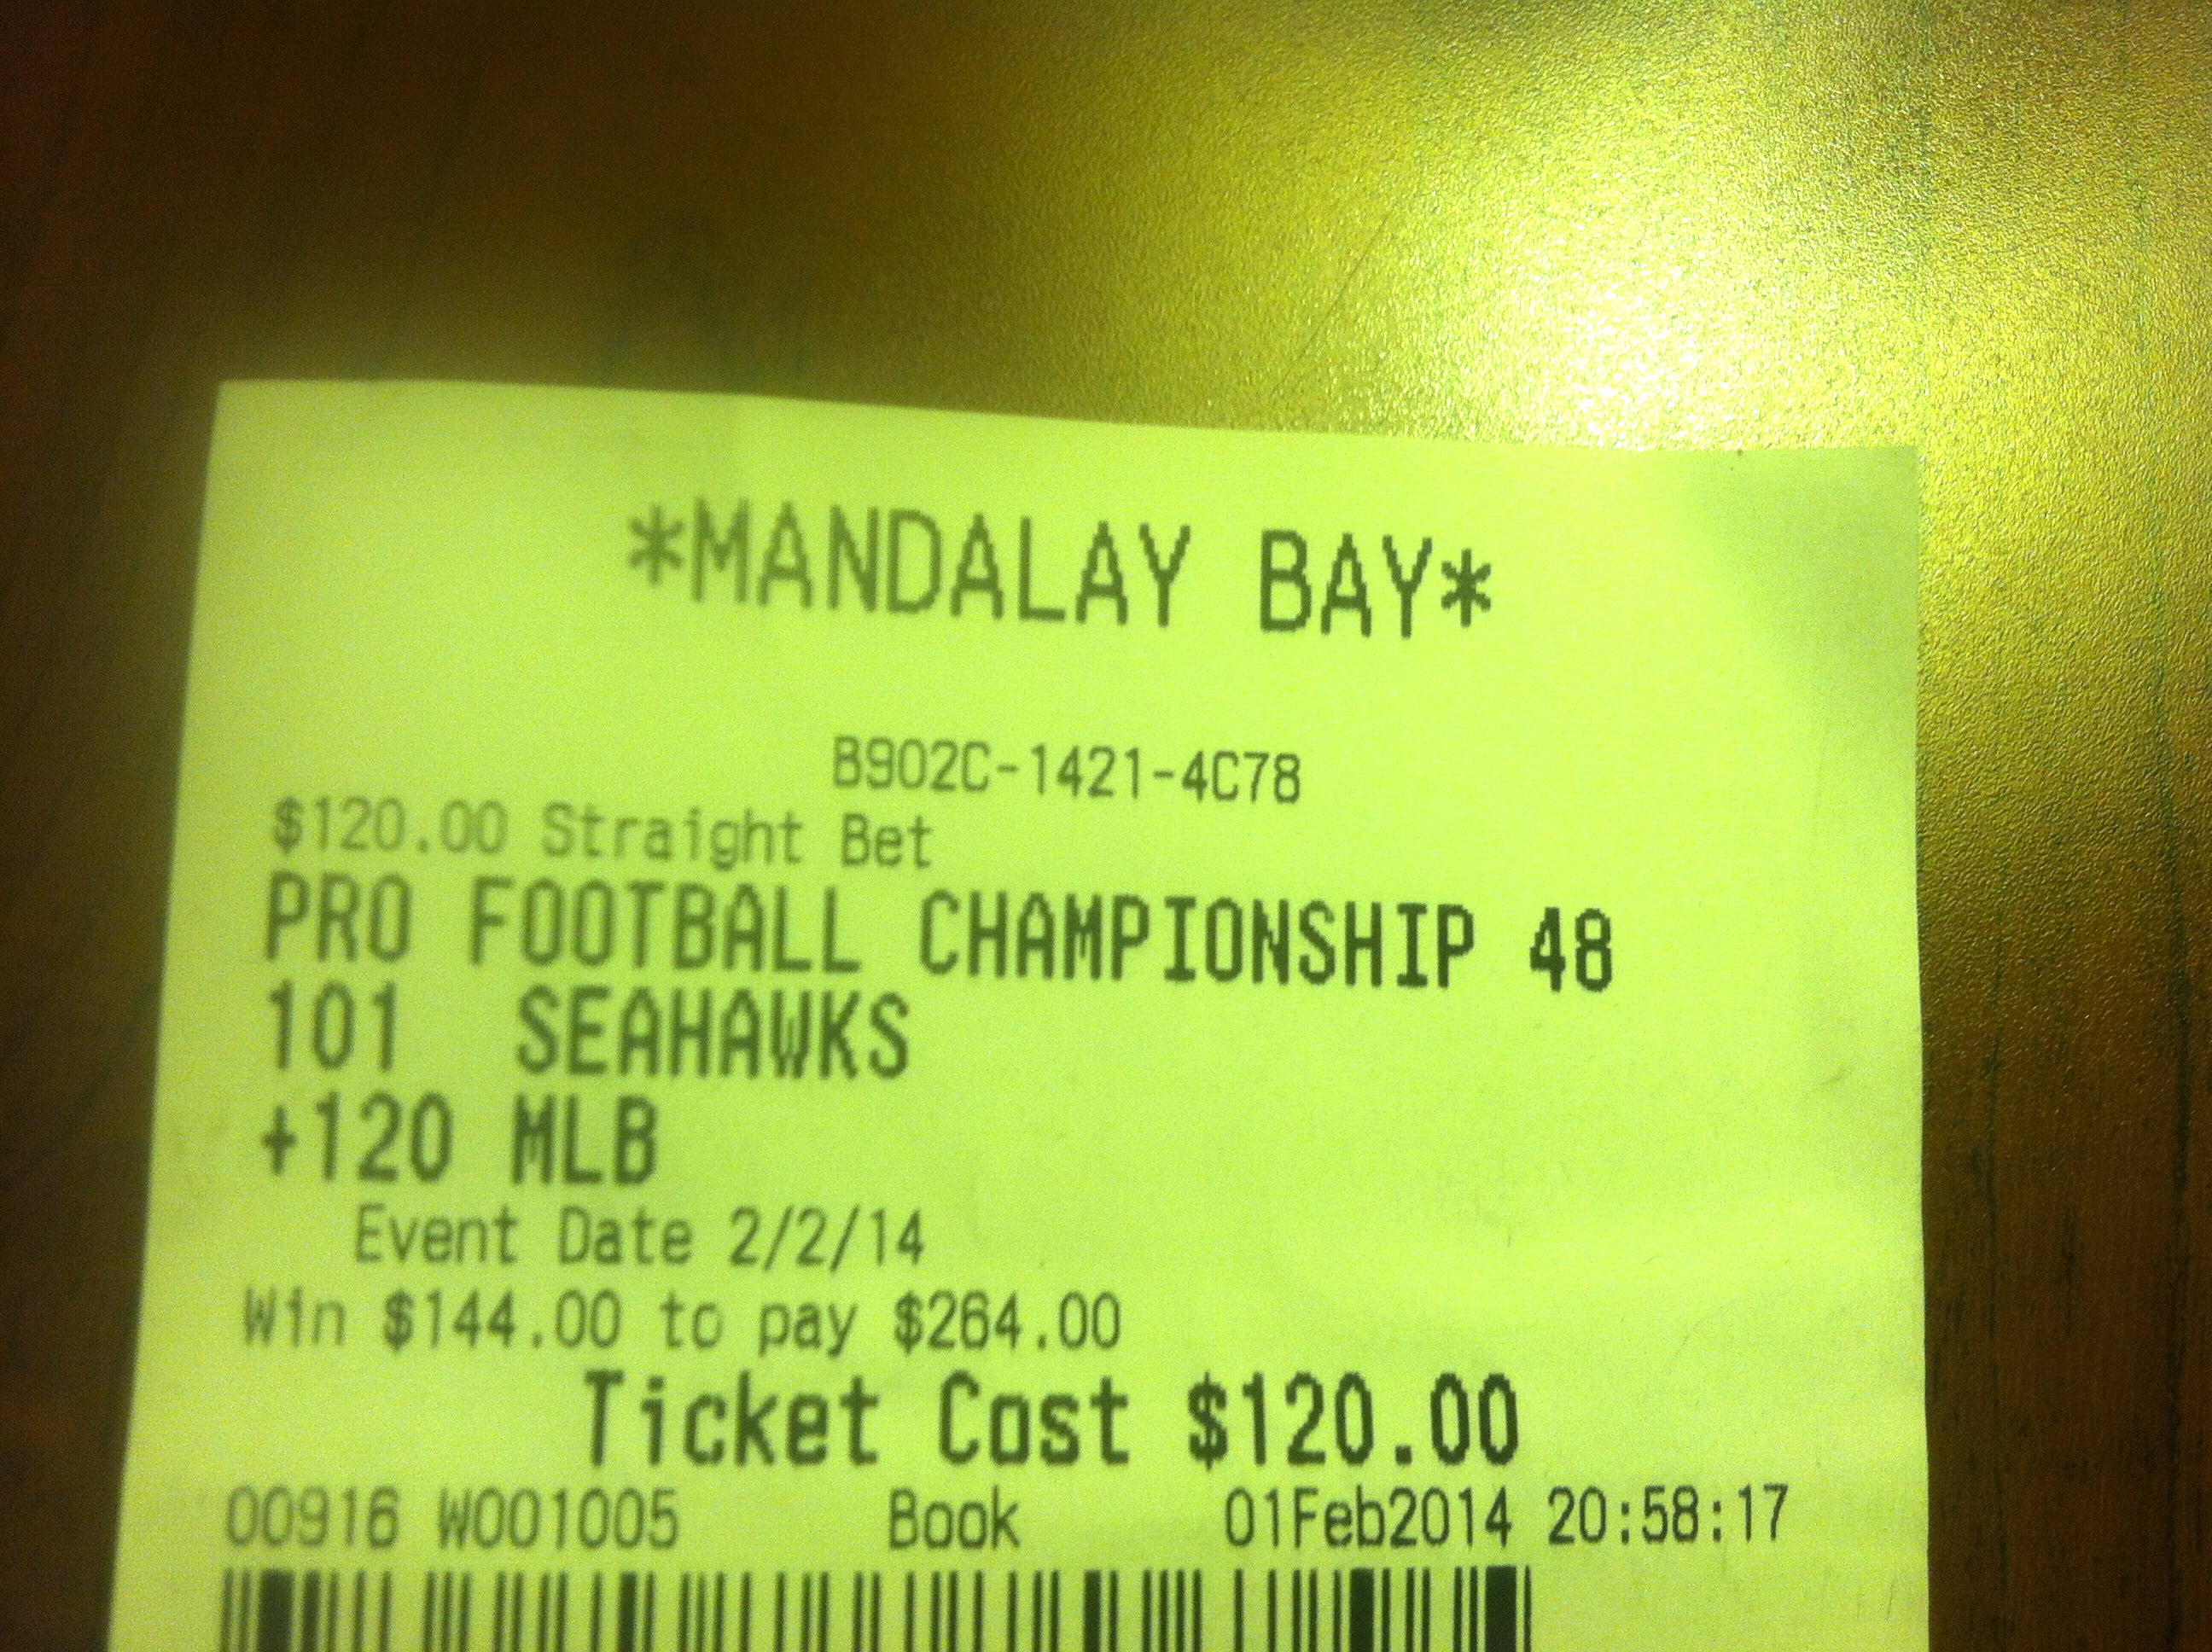 *MANDALAY BAY*
B902C-1421-4C78
$120.00 Straight Bet
PRO FOOTBALL CHAMPIONSHIP 48
101 SEAHAWKS
+120 MLB
Event Date 2/2/14
Win $144.00 to pay $264.00
Ticket Cost $120.00
00916 W001005 Book 01Feb2014 20:58:17